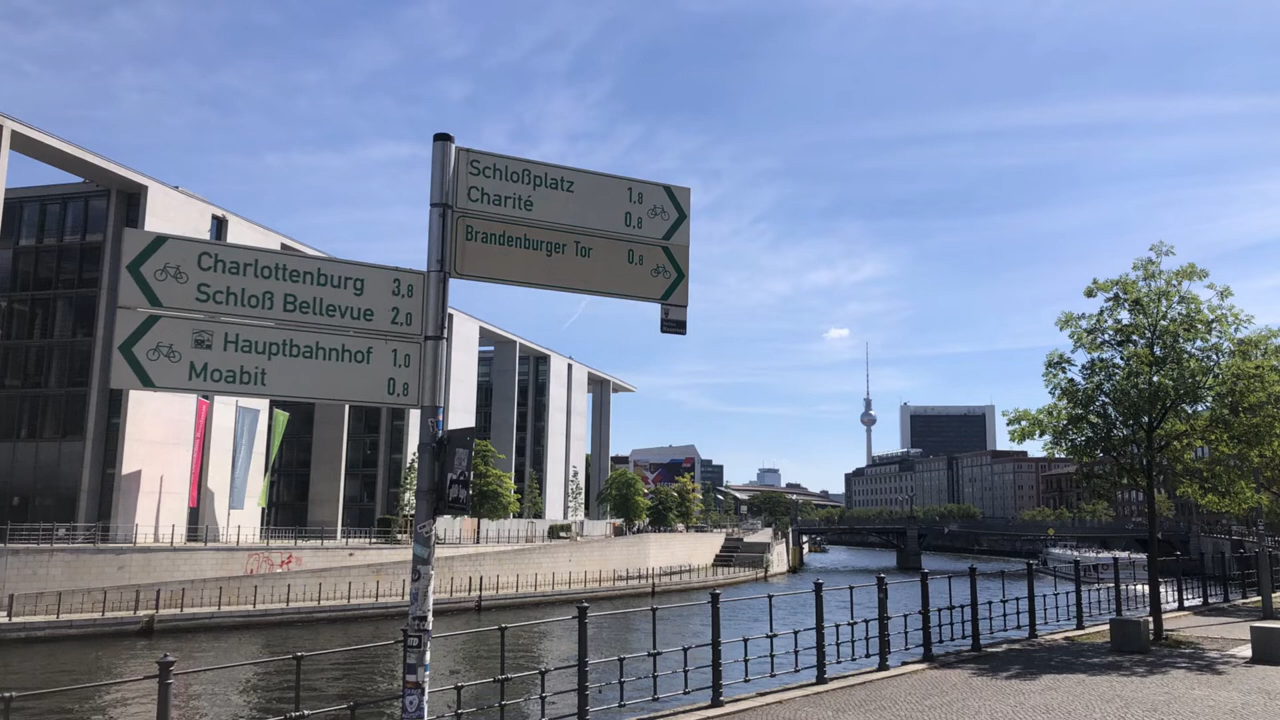 Schloßplatz 1,8
Charité 0,8
Brandenburger Tor 0,8
Charlottenburg 3,8
Schloß Bellevue 2,0
Hauptbahnhof 1,0
Moabit 0,8